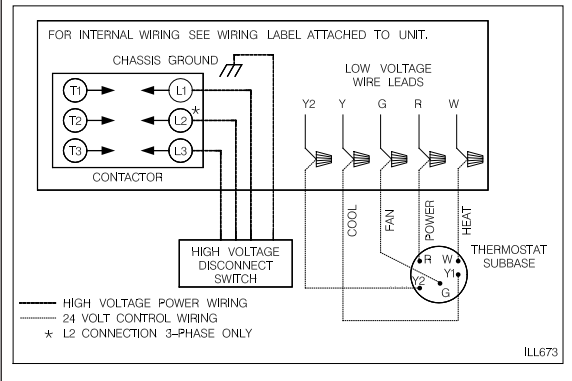 FOR INTERNAL WIRING SEE WIRING LABEL ATTACHED TO UNIT.
CHASSIS GROUND
LOW VOLTAGE
WIRE LEADS
T1 L1
Y2 Y G R W
T2 L2 *
T3 L3
CONTACTOR
COOL
FAN
POWER
HEAT
HIGH VOLTAGE
DISCONNECT
SWITCH
THERMOSTAT
SUBBASE
R W
Y2 Y1
G
HIGH VOLTAGE POWER WIRING
24 VOLT CONTROL WIRING
* L2 CONNECTION 3-PHASE ONLY
ILL673